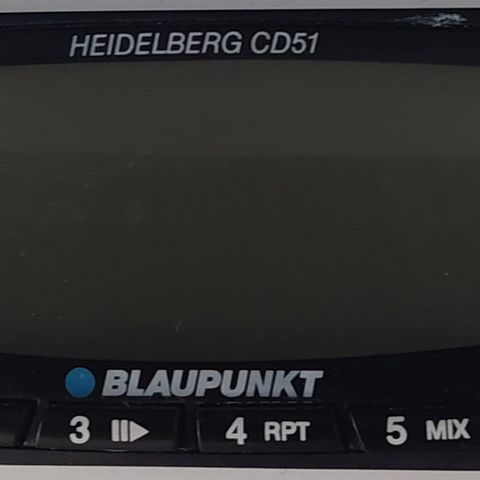 HEIDELBERG CD51
BLAUPUNKT
3 4 RPT 5 MIX